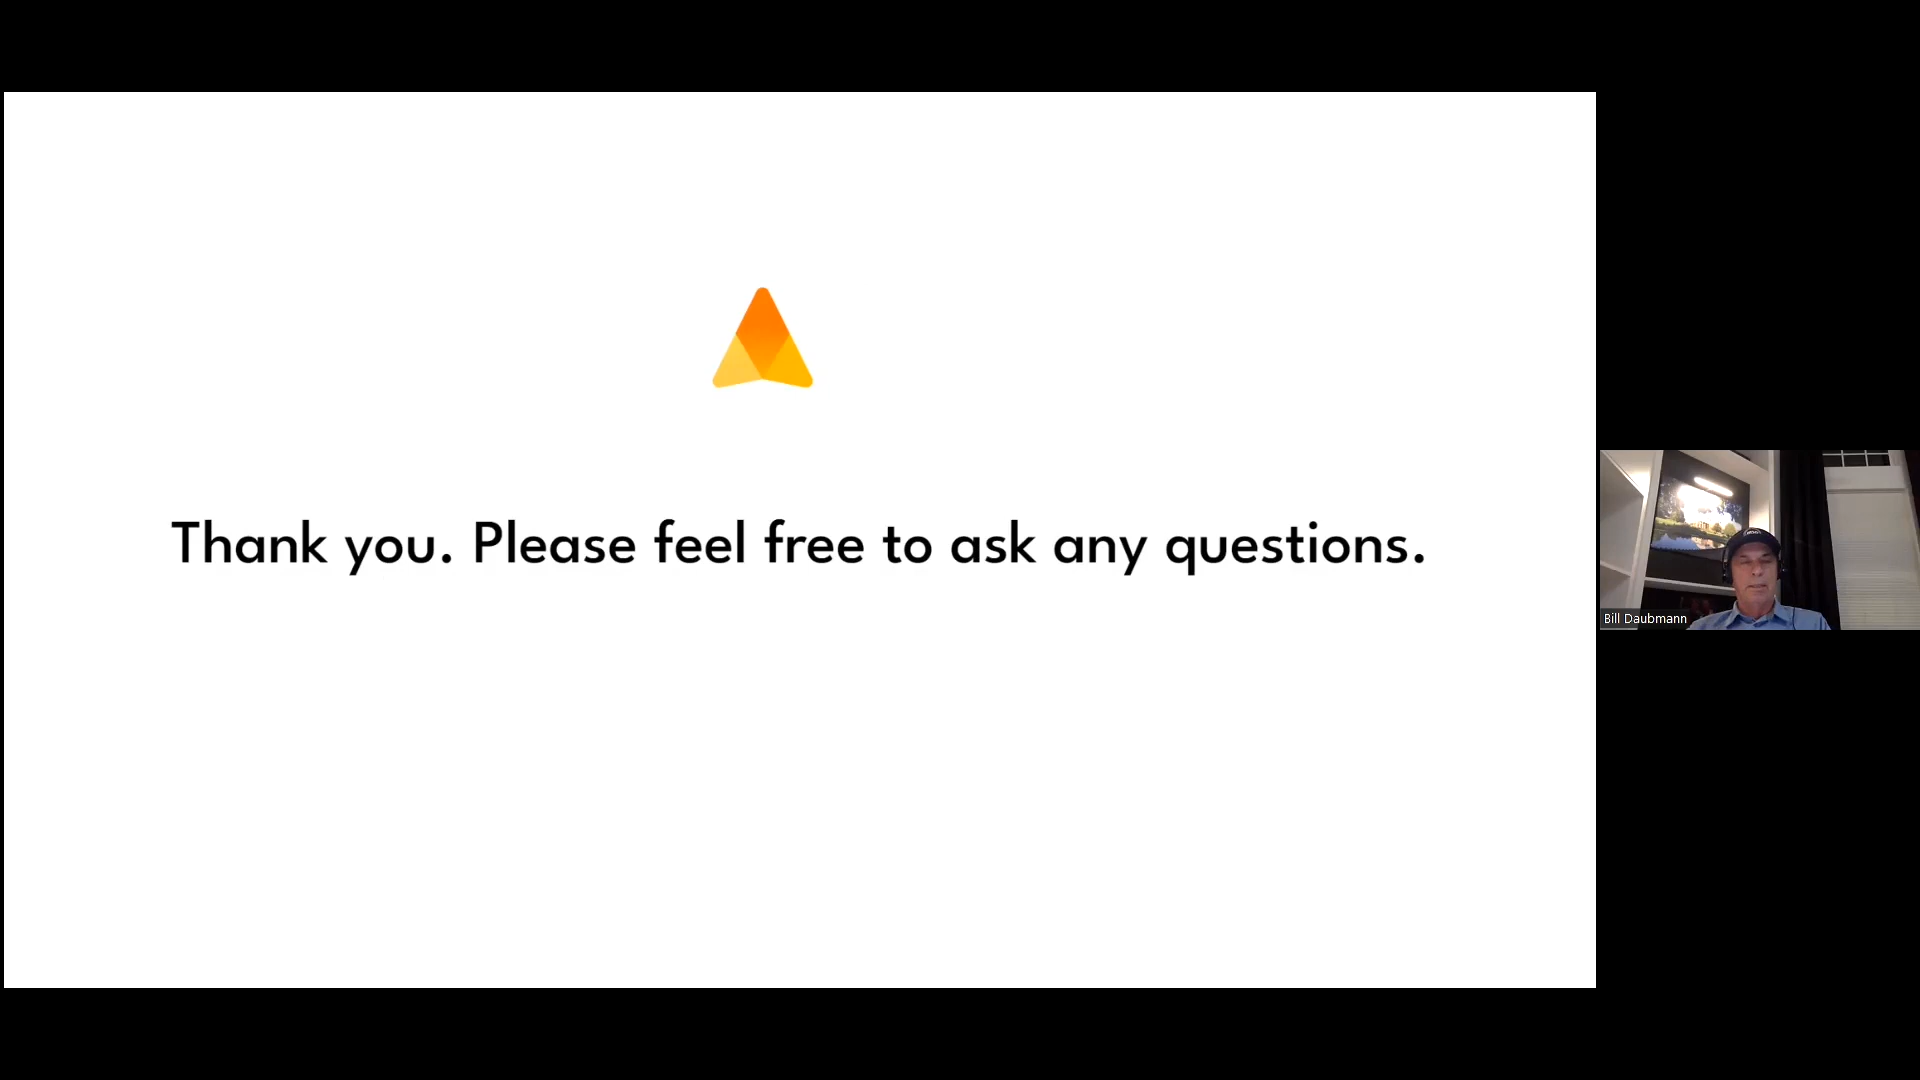 Thank you. Please feel free to ask any questions.
Bill Daubmann